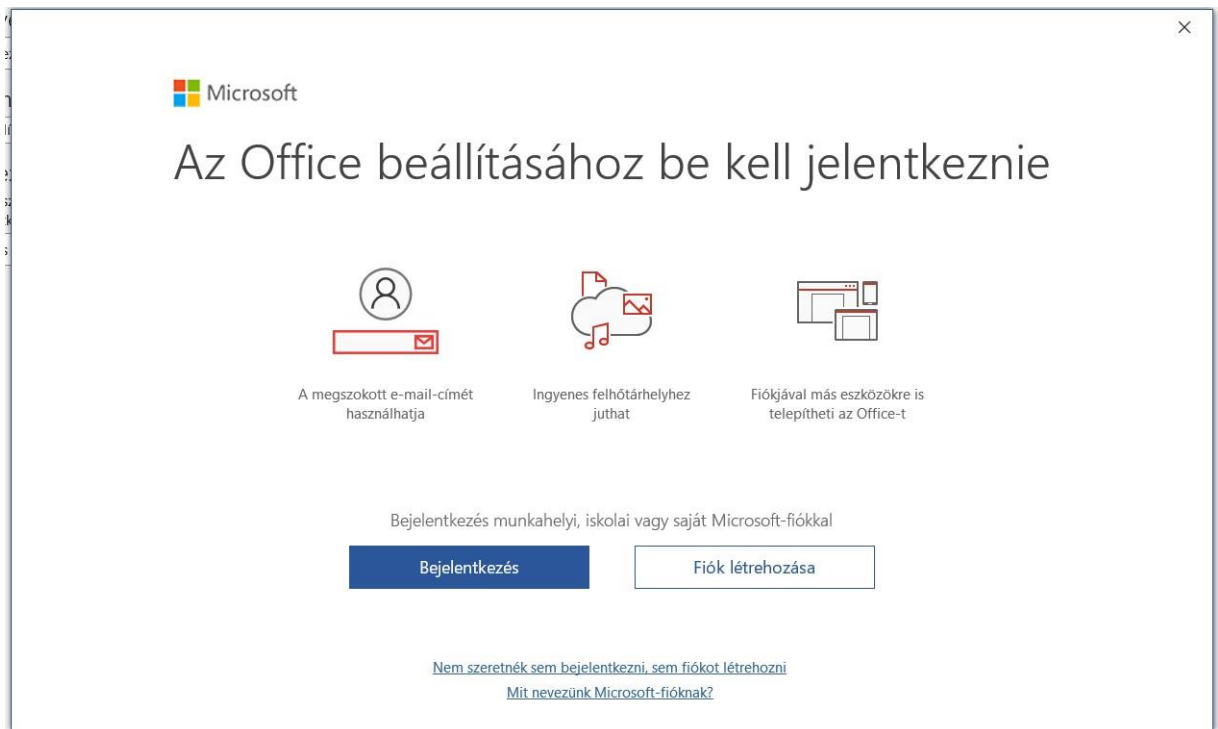 Microsoft
Az Office beállításához be kell jelentkeznie
A megszokott e-mail-címét
használhatja
Ingyenes felhőtárhelyhez
juthat
Fiókjával más eszközökre is
telepítheti az Office-t
Bejelentkezés munkahelyi, iskolai vagy saját Microsoft-fiókkal
Bejelentkezés
Fiók létrehozása
Nem szeretnék sem bejelentkezni, sem fiókot létrehozni
Mit nevezünk Microsoft-fióknak?